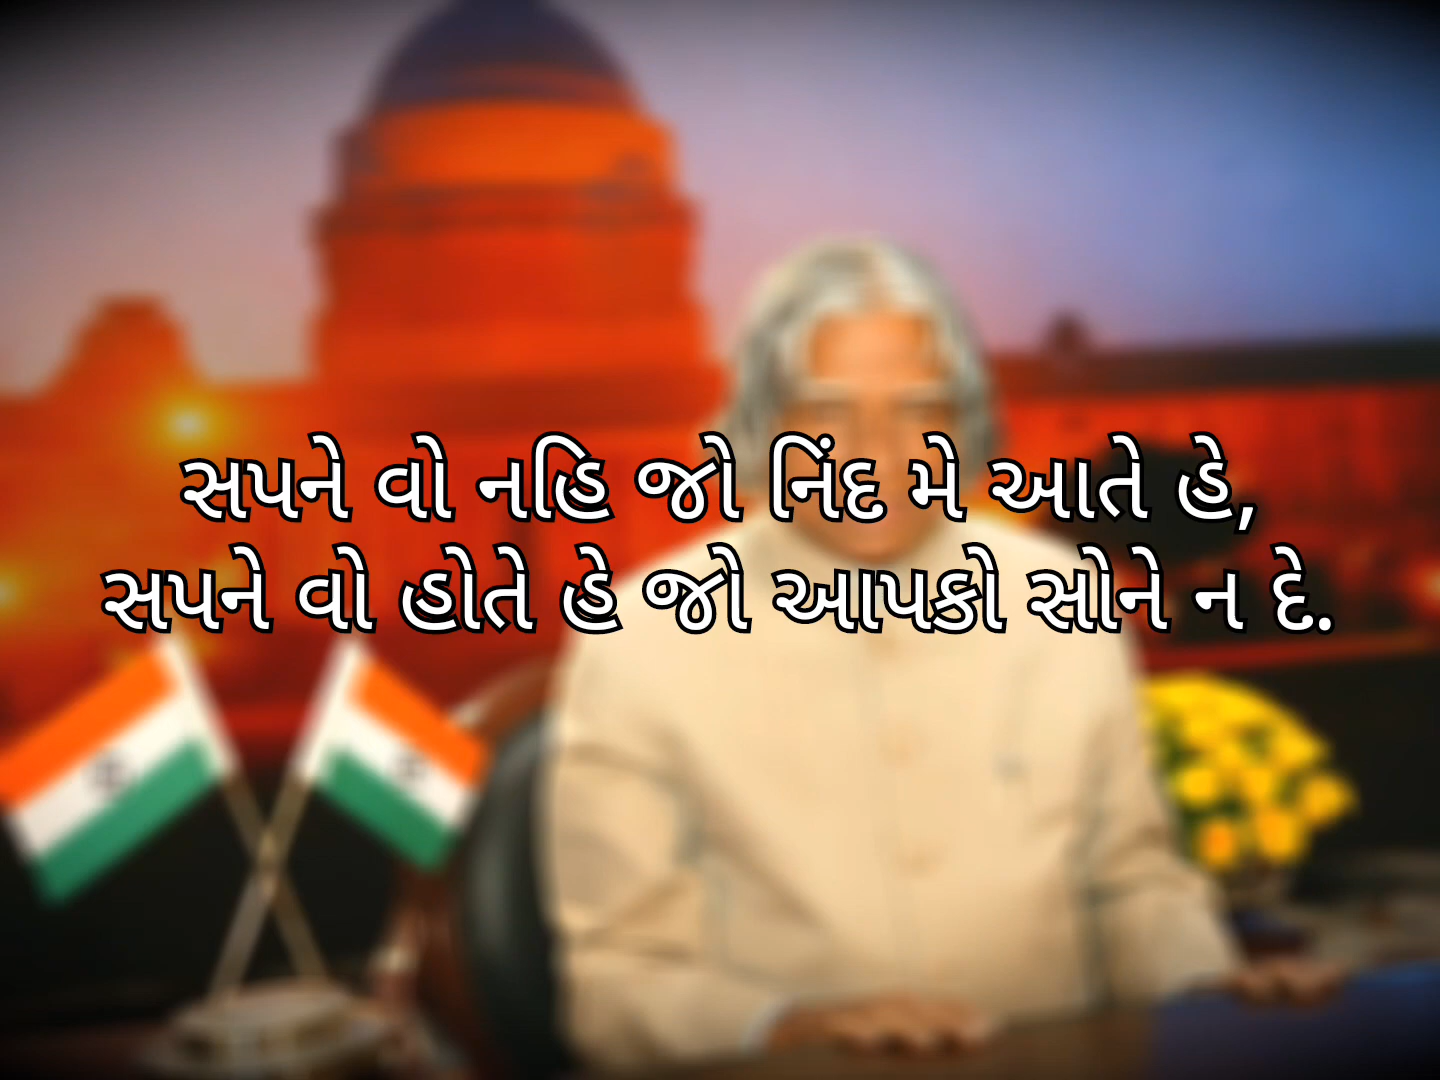 સપને વો નહિ જો નિંદ મે આતે હે,
સપને વો હોતે હે જો આપકો સોને ન દે.